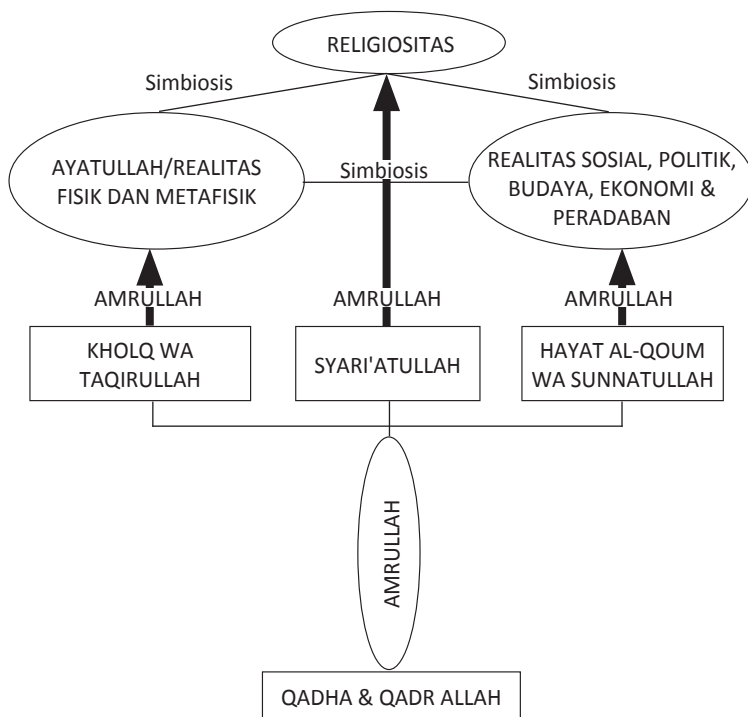 RELIGIOSITAS
Simbiosis
Simbiosis
AYATULLAH/REALITAS
FISIK DAN METAFISIK
Simbiosis
REALITAS SOSIAL, POLITIK,
BUDAYA, EKONOMI &
PERADABAN
AMRULLAH
AMRULLAH
AMRULLAH
KHOLQ WA
TAQIRULLAH
SYARI'ATULLAH
HAYAT AL-QOUM
WA SUNNATULLAH
AMRULLAH
QADHA & QADR ALLAH